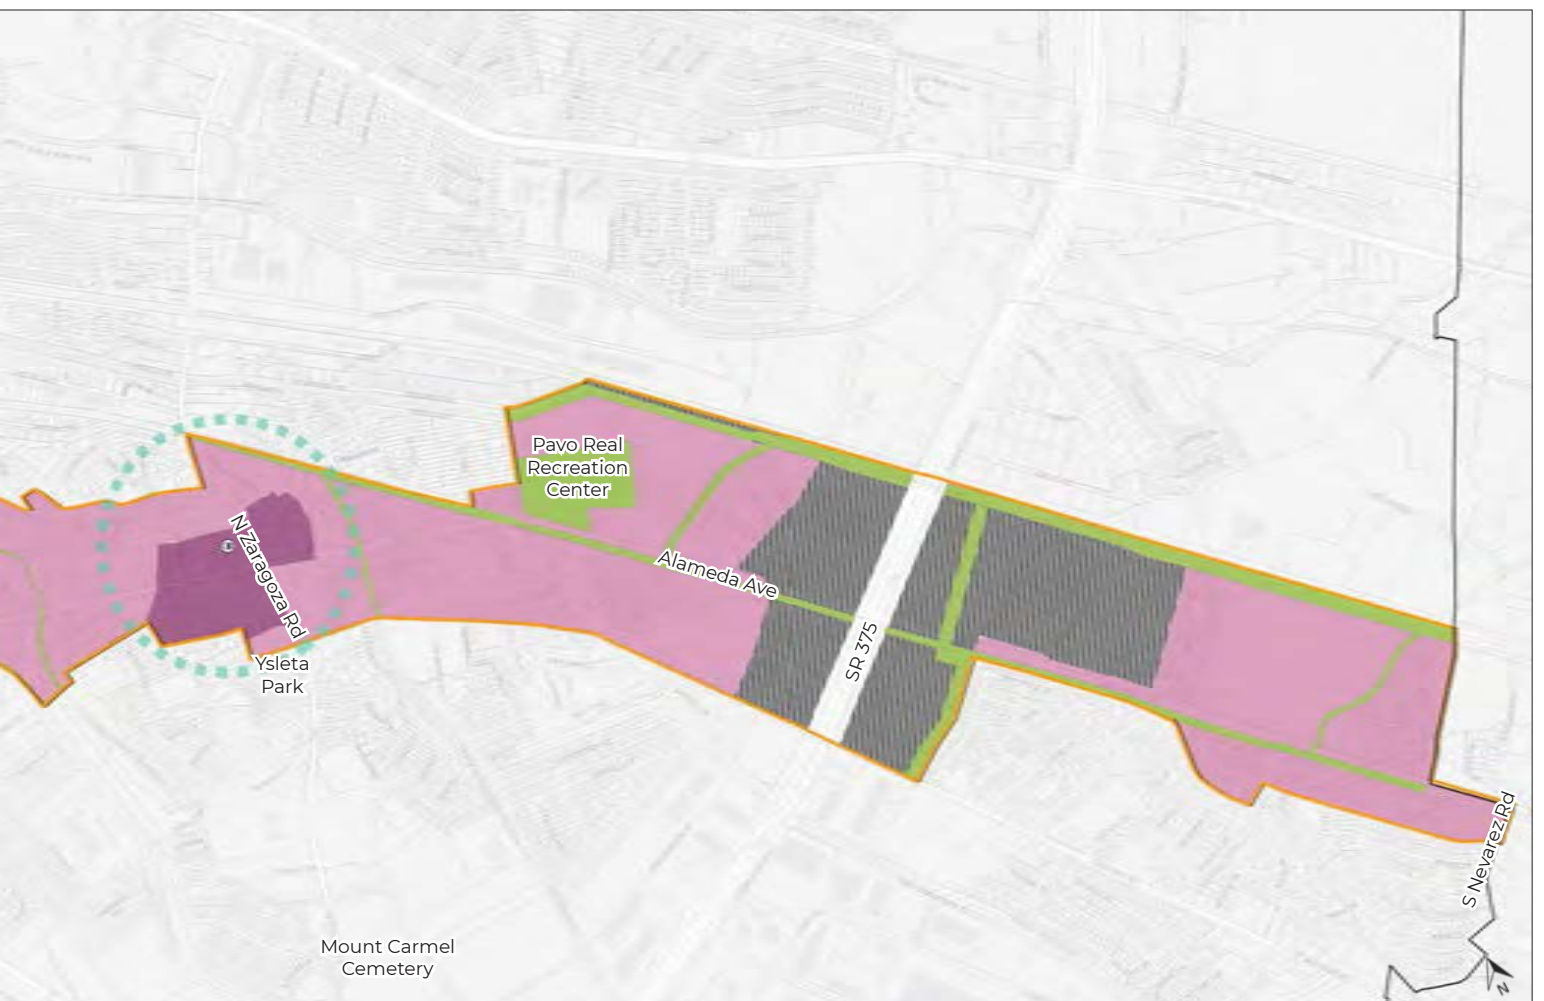 Pavo Real
Recreation
Center
N Zaragoza Rd
Alameda Ave
SR 375
Ysleta
Park
S Nevarez Rd
Mount Carmel
Cemetery
N